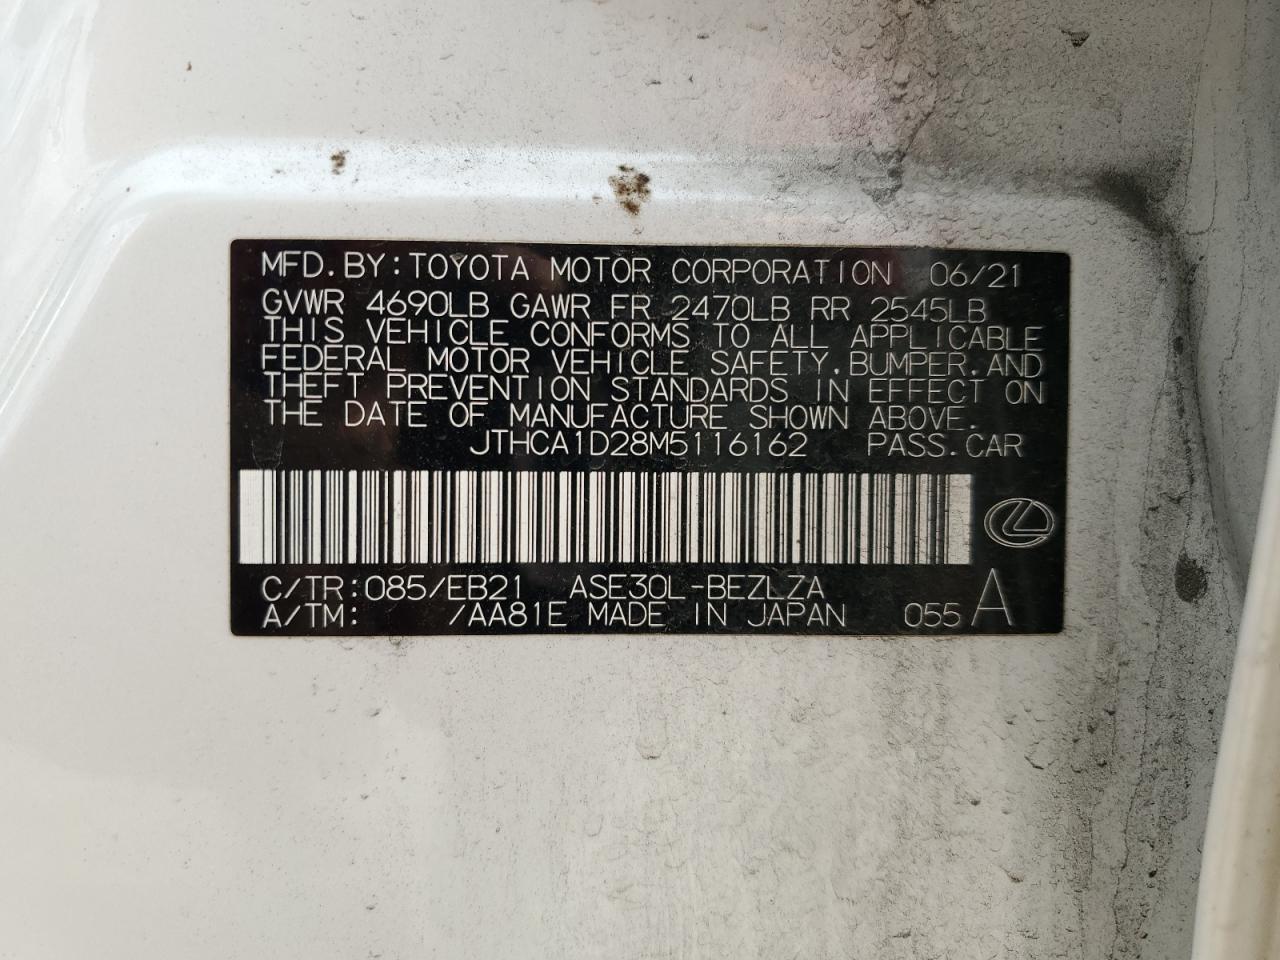 MFD.BY:TOYOTA MOTOR CORPORATION 06/21
GVWR 4690LB GAWR FR 2470LB RR 2545LB
THIS VEHICLE CONFORMS TO ALL APPLICABLE
FEDERAL MOTOR VEHICLE SAFETY,BUMPER,AND
THEFT PREVENTION STANDARDS IN EFFECT ON
THE DATE OF MANUFACTURE SHOWN ABOVE.
JTHCA1D28M5116162 PASS.CAR
C/TR:085/EB21 ASE30L-BEZLZA
A/TM: /AA81E MADE IN JAPAN 055 A